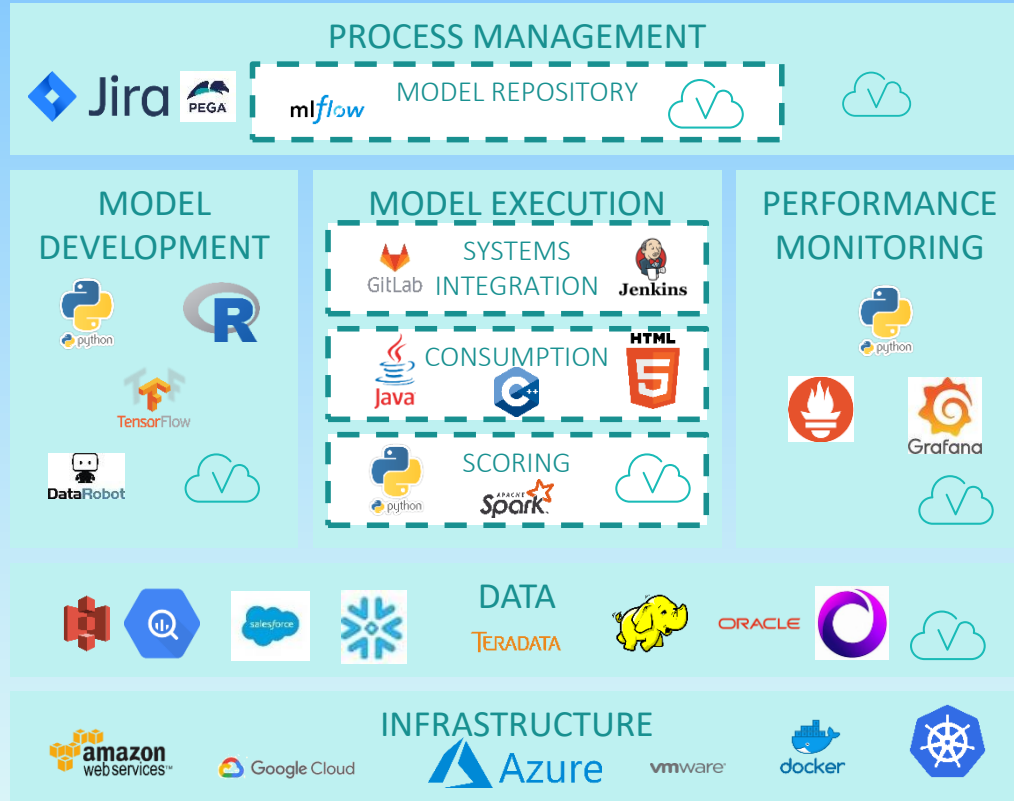 PROCESS MANAGEMENT
Jira
PEGA
mlflow
MODEL REPOSITORY
V
V
MODEL
DEVELOPMENT
python
R
TensorFlow
DataRobot
V
MODEL EXECUTION
SYSTEMS
INTEGRATION
GitLab
Jenkins
CONSUMPTION
Java
C++
HTML
5
SCORING
python
APACHE
Spark
V
PERFORMANCE
MONITORING
python
Grafana
V
DATA
salesforce
TERADATA
ORACLE
V
INFRASTRUCTURE
amazon
web services™
Google Cloud
Azure
vmware®
docker